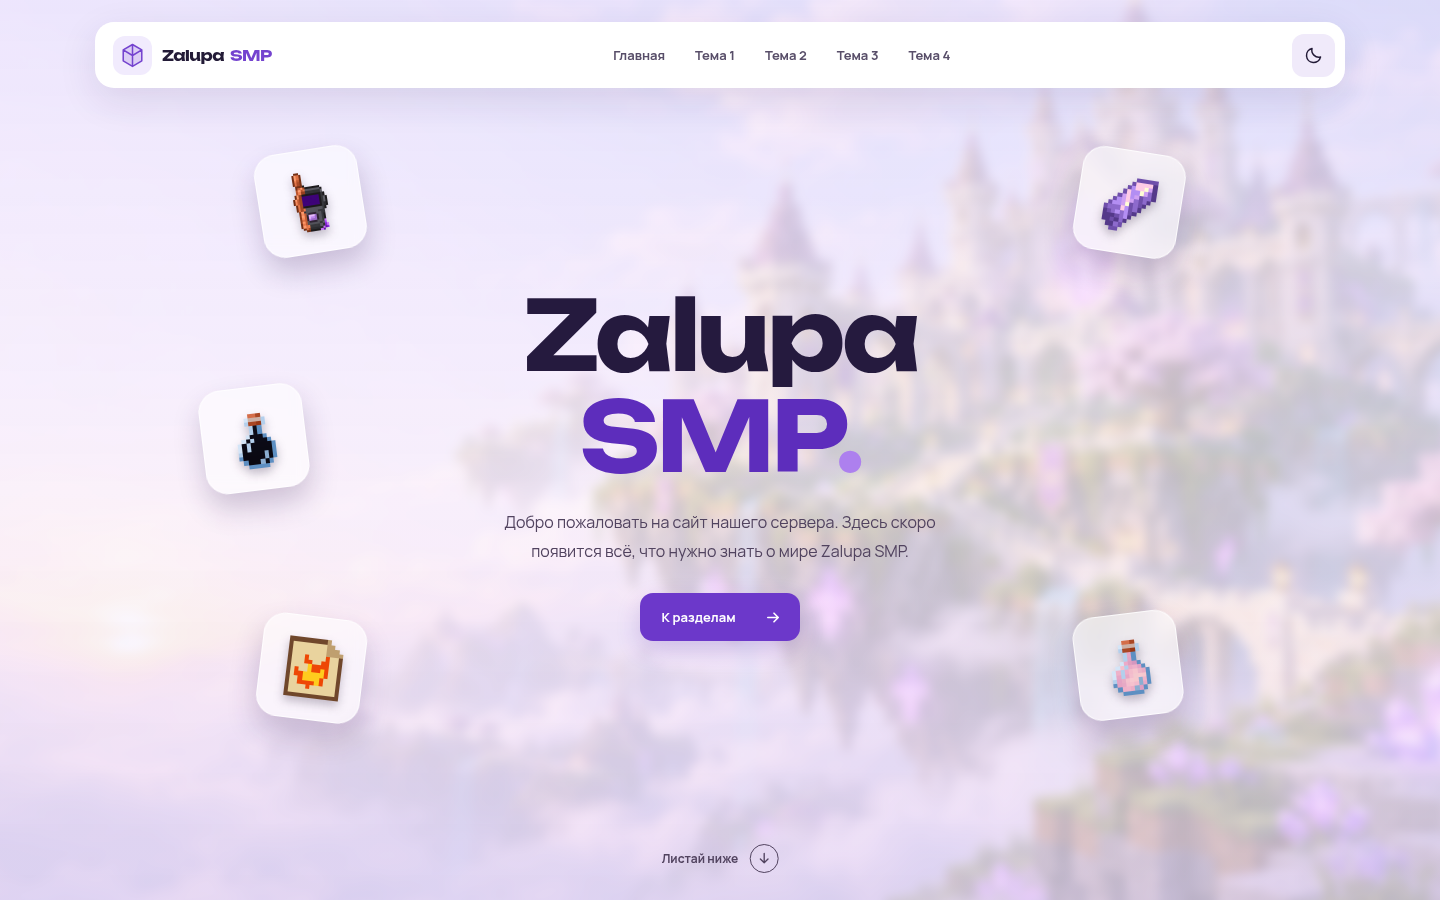 Zalupa SMP
Главная
Тема 1
Тема 2
Тема 3
Тема 4
Zalupa
SMP.
Добро пожаловать на сайт нашего сервера. Здесь скоро
появится всё, что нужно знать о мире Zalupa SMP.
К разделам
Листай ниже